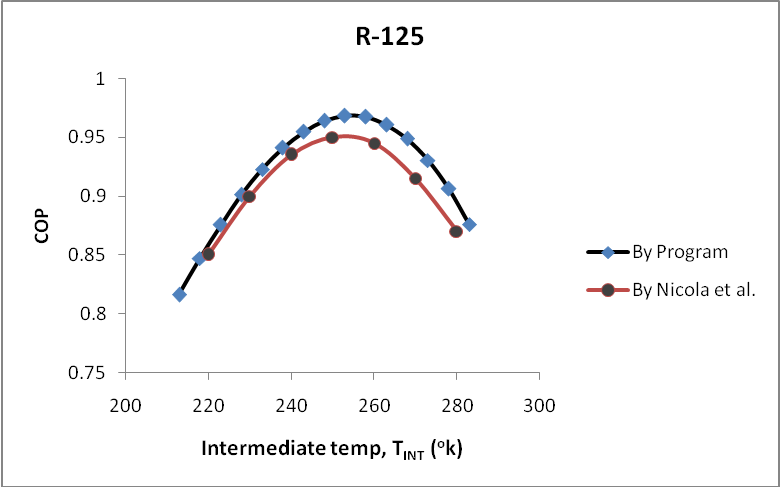 R-125
1
0.95
0.9
0.85
0.8
0.75
COP
200 220 240 260 280 300
Intermediate temp, TINT (ok)
By Program
By Nicola et al.